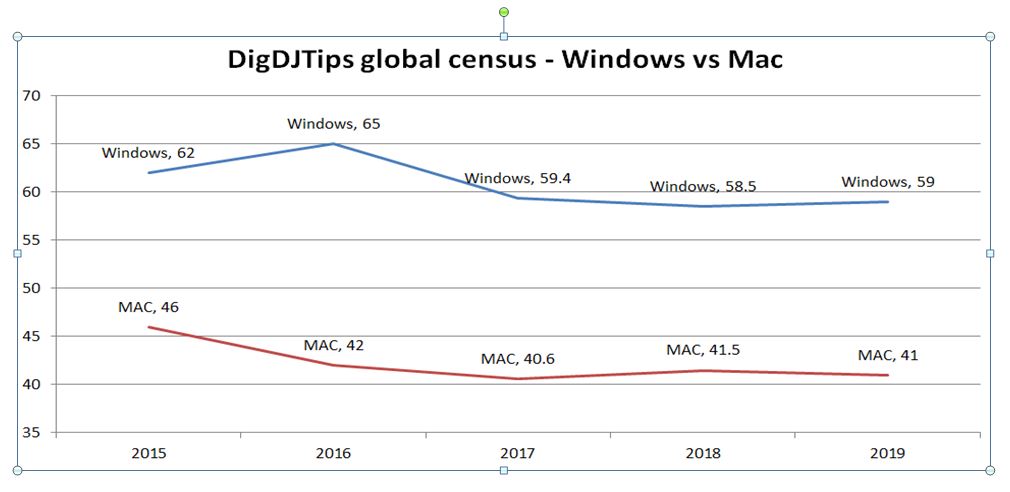 DigDJTips global census - Windows vs Mac
70
65
60
55
50
45
40
35
Windows, 62
Windows, 65
Windows, 59.4
Windows, 58.5
Windows, 59
MAC, 46
MAC, 42
MAC, 40.6
MAC, 41.5
MAC, 41
2015
2016
2017
2018
2019